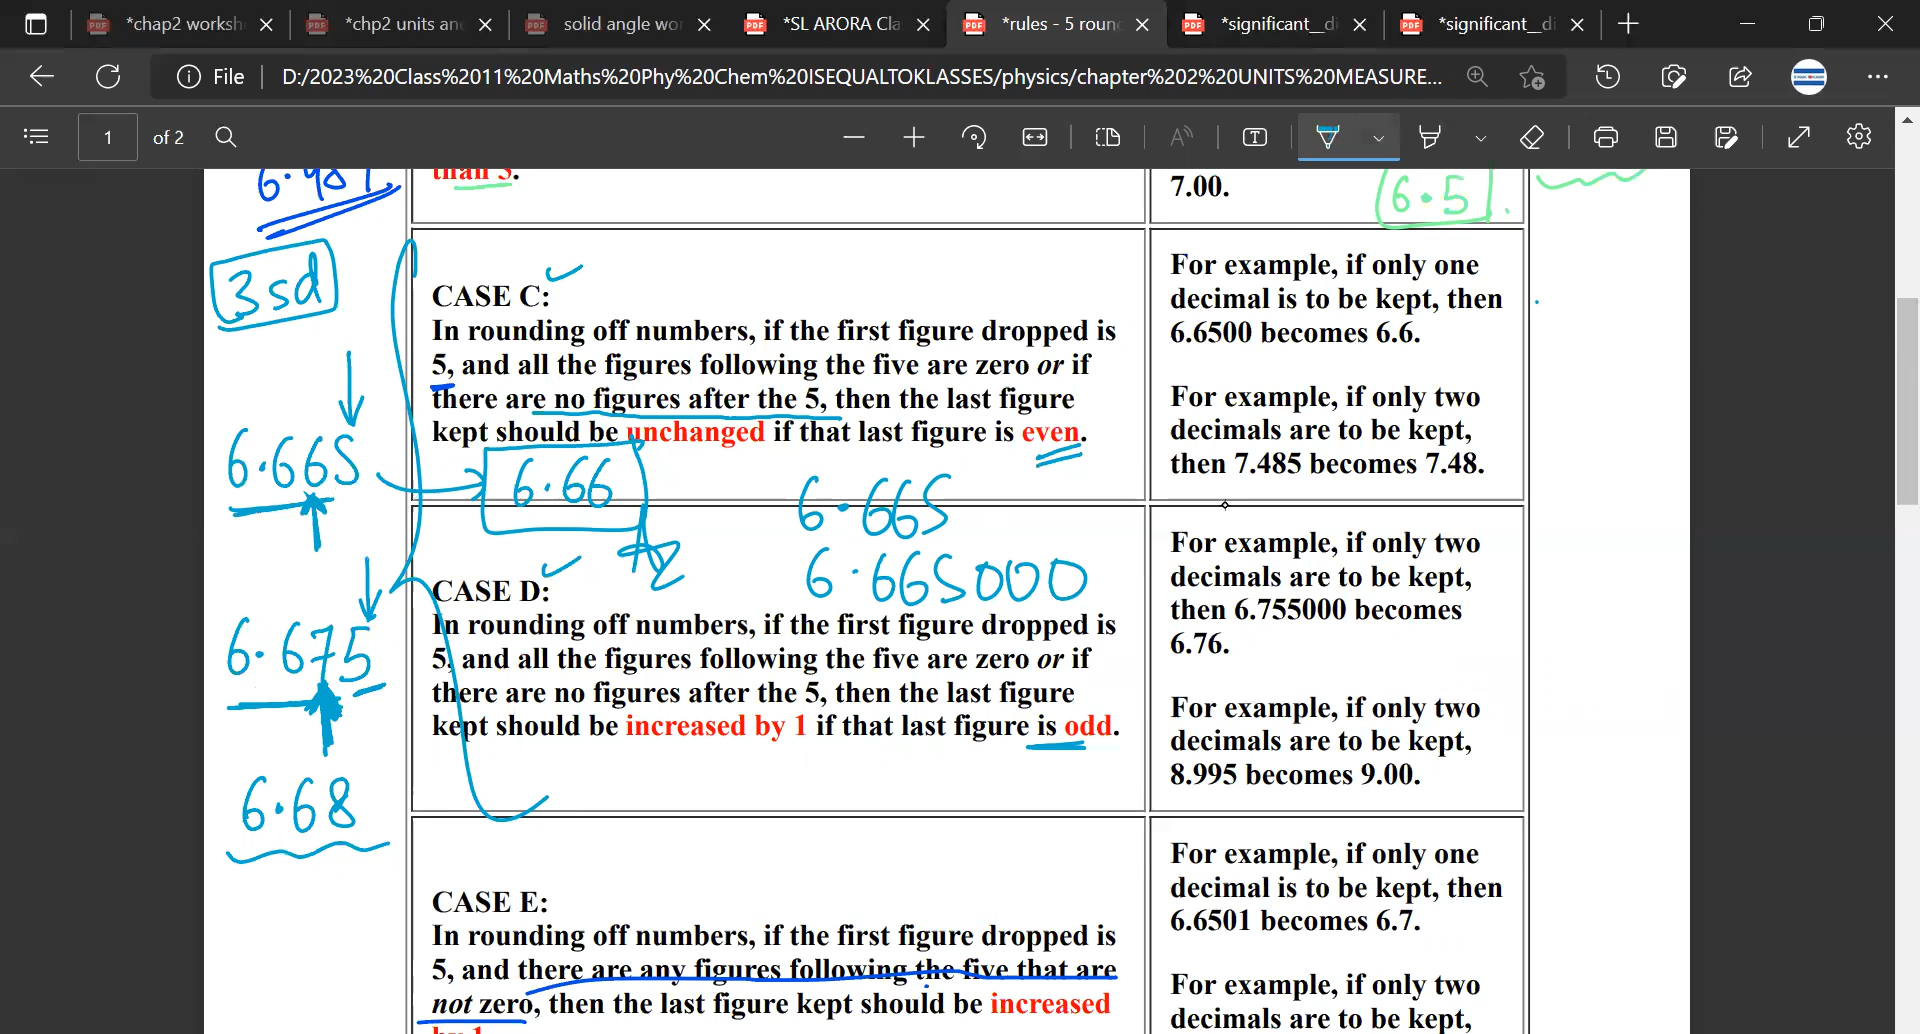 *chap2 worksh
*chp2 units an
solid angle wo
*SL ARORA Cla
*rules - 5 roun
*significant_di
*significant_di
File
D:/2023%20Class%2011%20Maths%20Phy%20Chem%20ISEQUALTOKLASSES/physics/chapter%202%20UNITS%20MEASURE...
1 of 2
6.481
than 5.
7.00.
6.5
3 sd
CASE C:
In rounding off numbers, if the first figure dropped is
5, and all the figures following the five are zero or if
there are no figures after the 5, then the last figure
kept should be unchanged if that last figure is even.
For example, if only one
decimal is to be kept, then
6.6500 becomes 6.6.
For example, if only two
decimals are to be kept,
then 7.485 becomes 7.48.
6.665
6.66
6.665
6.665000
CASE D:
In rounding off numbers, if the first figure dropped is
5, and all the figures following the five are zero or if
there are no figures after the 5, then the last figure
kept should be increased by 1 if that last figure is odd.
For example, if only two
decimals are to be kept,
then 6.755000 becomes
6.76.
For example, if only two
decimals are to be kept,
8.995 becomes 9.00.
6.675
6.68
CASE E:
In rounding off numbers, if the first figure dropped is
5, and there are any figures following the five that are
not zero, then the last figure kept should be increased
by 1
For example, if only one
decimal is to be kept, then
6.6501 becomes 6.7.
For example, if only two
decimals are to be kept,